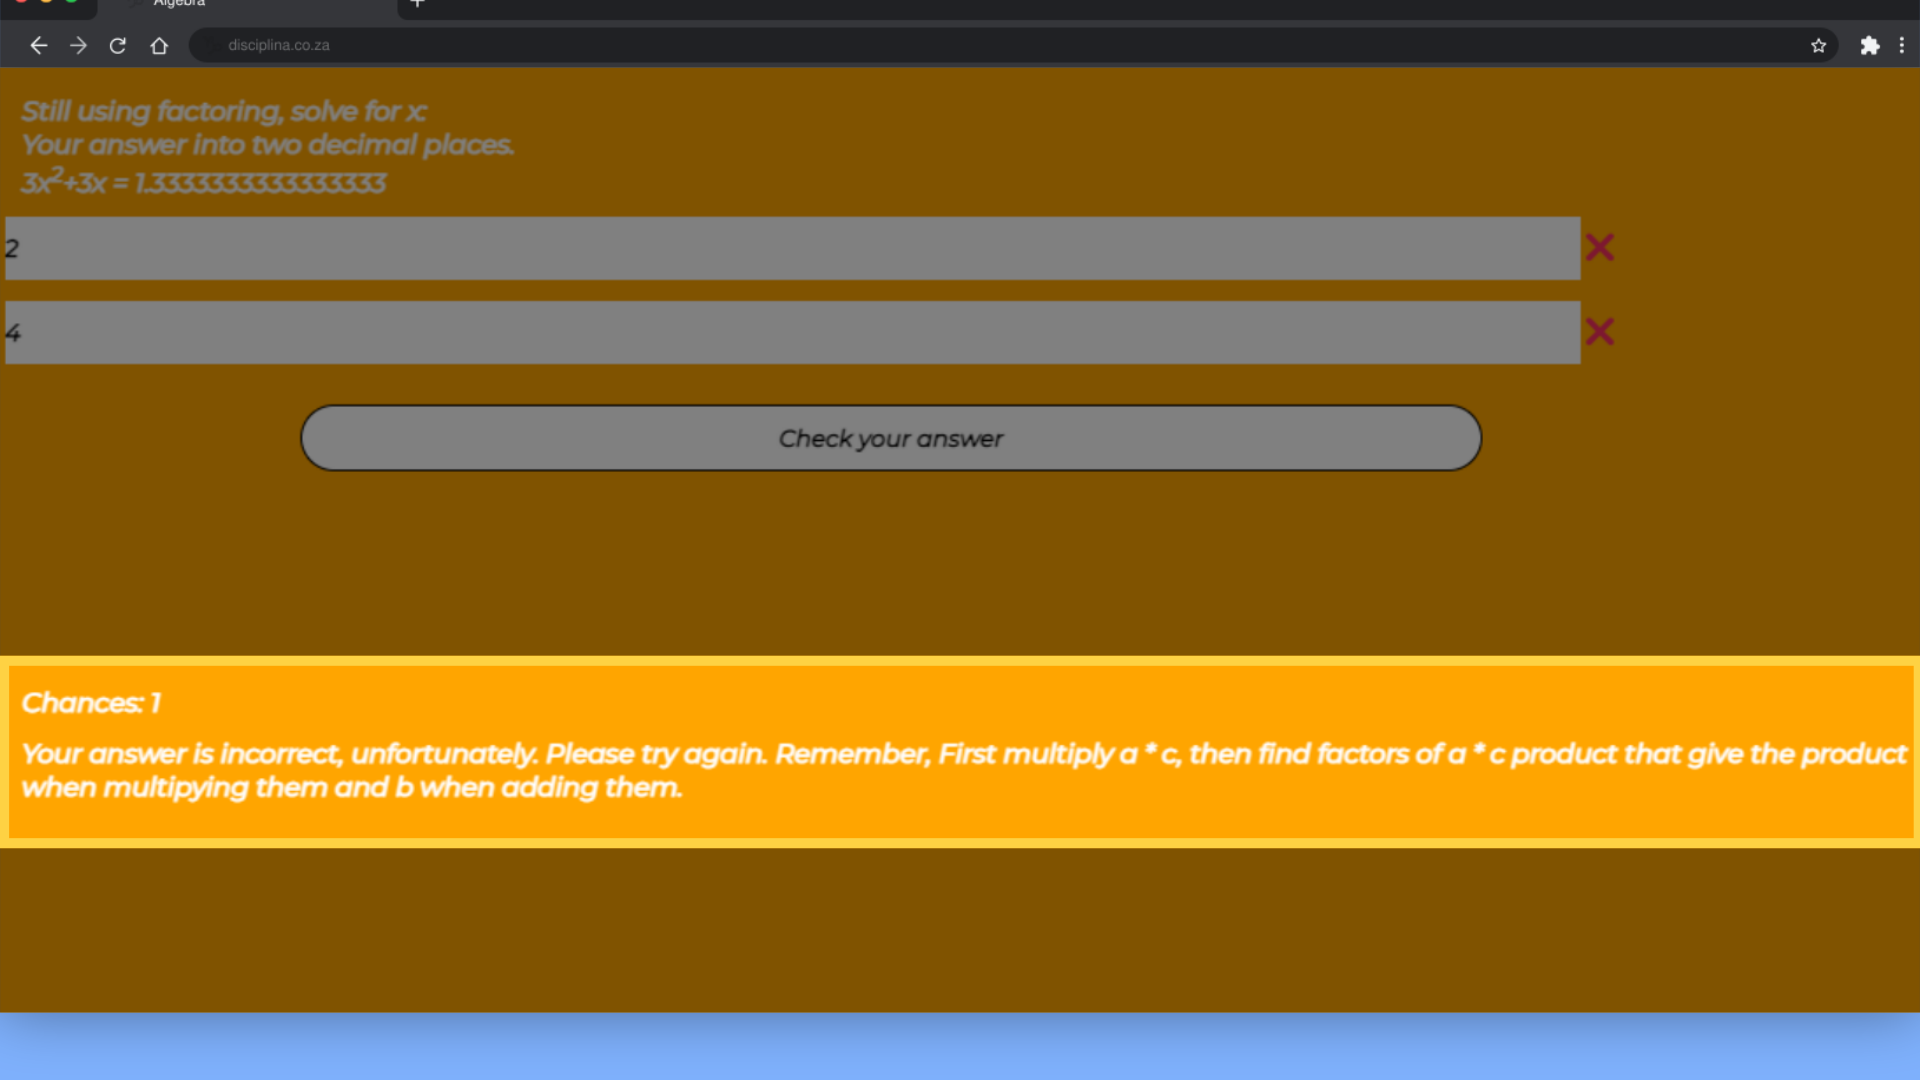 Algebra
disciplina.co.za
Still using factoring, solve for x:
Your answer into two decimal places.
3x²+3x = 1.3333333333333333
2
4
Check your answer
Chances: 1
Your answer is incorrect, unfortunately. Please try again. Remember, First multiply a * c, then find factors of a * c product that give the product
when multipying them and b when adding them.